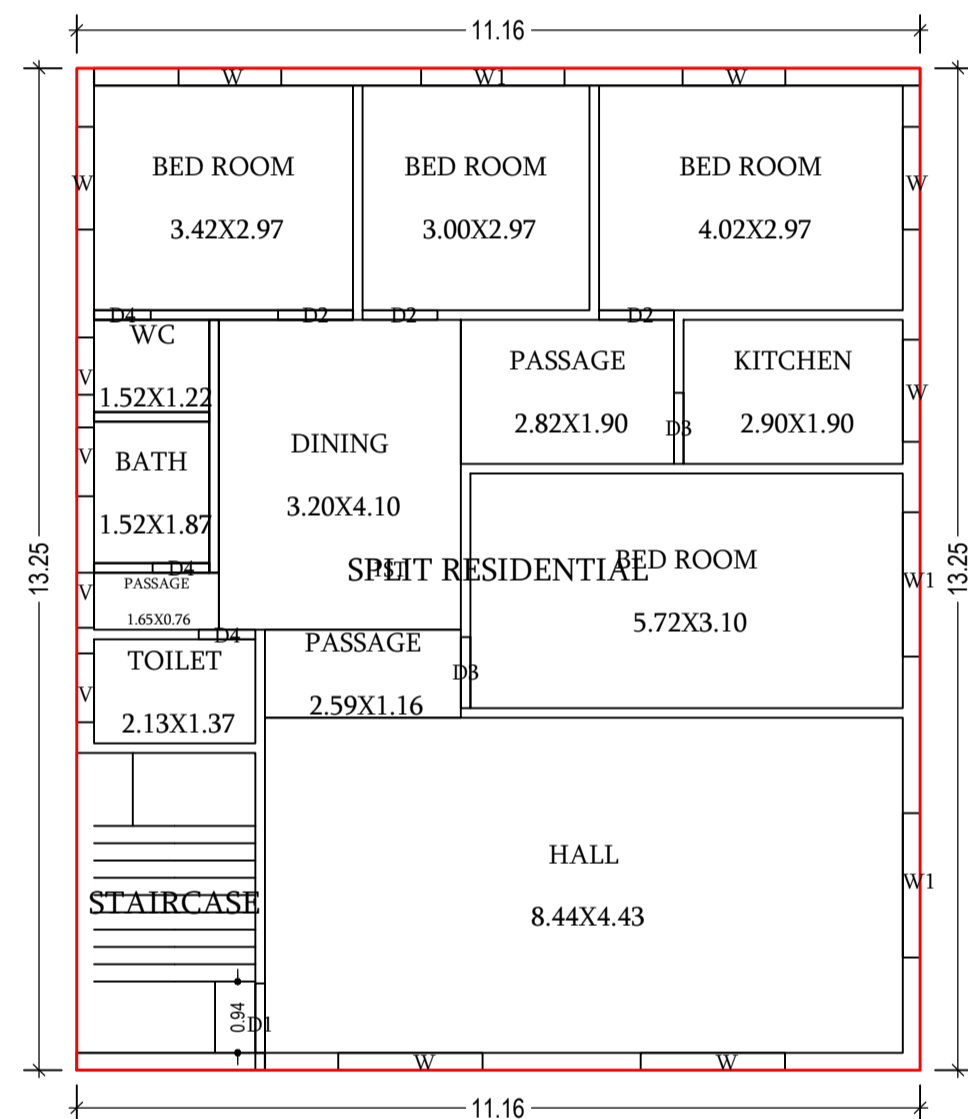 11.16
W W1 W
W W
BED ROOM BED ROOM BED ROOM
3.42X2.97 3.00X2.97 4.02X2.97
D4 D2 D2 D2
WC
1.52X1.22
V
PASSAGE KITCHEN
2.82X1.90 2.90X1.90
W
D3
DINING
3.20X4.10
BATH
1.52X1.87
V
13.25 13.25
SPLIT RESIDENTIAL
BED ROOM
5.72X3.10
W1
D4
PASSAGE
1.65X0.76
V
D4
PASSAGE
2.59X1.16
D3
TOILET
2.13X1.37
V
HALL
8.44X4.43
W1
STAIRCASE
0.94
D1
W W
11.16